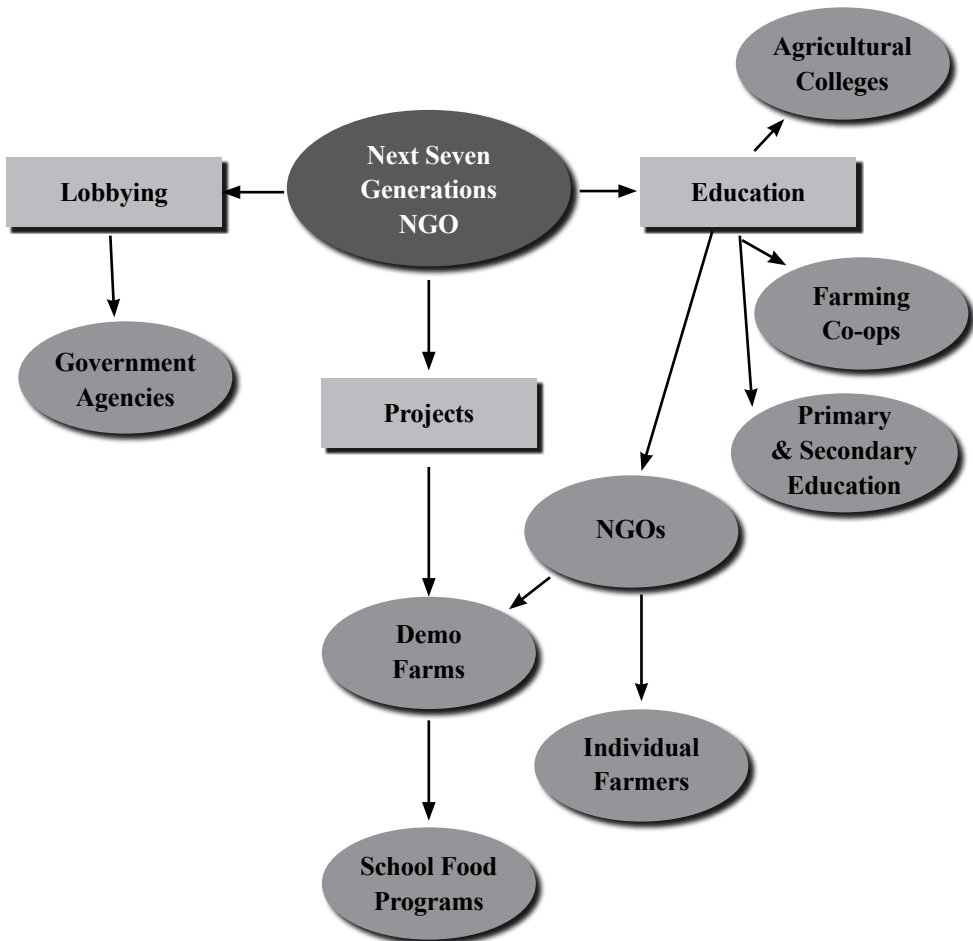 Agricultural
Colleges
Next Seven
Generations
NGO
Lobbying
Education
Farming
Co-ops
Government
Agencies
Projects
Primary
& Secondary
Education
NGOs
Demo
Farms
Individual
Farmers
School Food
Programs